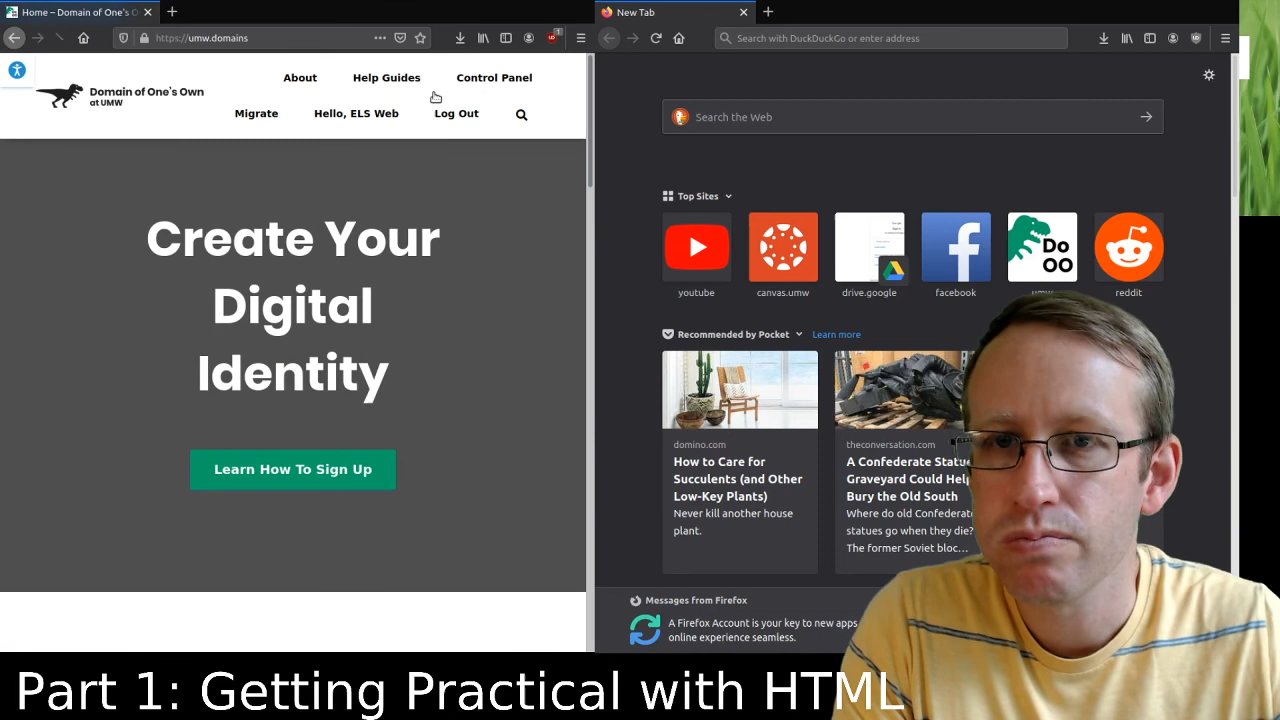 Home – Domain of One's O
https://umw.domains
1
Domain of One's Own
at UMW
About
Help Guides
Control Panel
Migrate
Hello, ELS Web
Log Out
Create Your
Digital
Identity
Learn How To Sign Up
New Tab
Search with DuckDuckGo or enter address
Search the Web
Top Sites
Do
OO
youtube
canvas.umw
drive.google
facebook
reddit
Recommended by Pocket
Learn more
domino.com
How to Care for
Succulents (and Other
Low-Key Plants)
Never kill another house
plant.
theconversation.com
A Confederate Statue
Graveyard Could Help
Bury the Old South
Where do old Confederate
statues go when they die?
The former Soviet bloc...
Messages from Firefox
A Firefox Account is your key to new apps
online experience seamless.
Part 1: Getting Practical with HTML